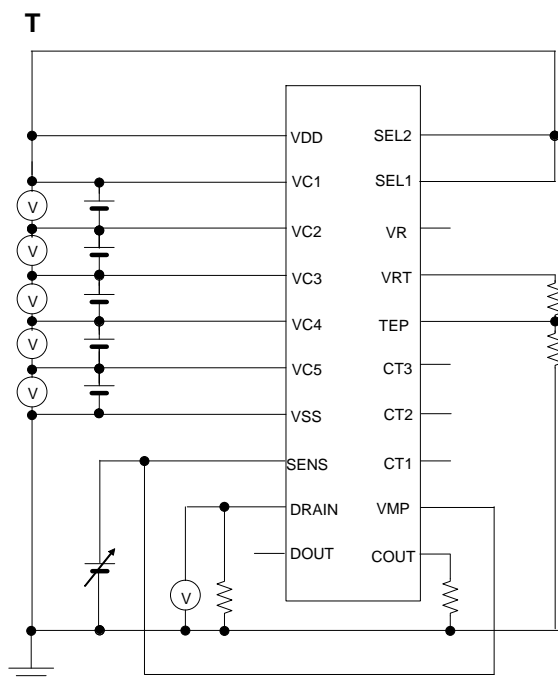 T
VDD
SEL2
VC1
SEL1
V
VC2
VR
V
VC3
VRT
V
VC4
TEP
V
VC5
CT3
V
VSS
CT2
SENS
CT1
DRAIN
VMP
DOUT
COUT
V